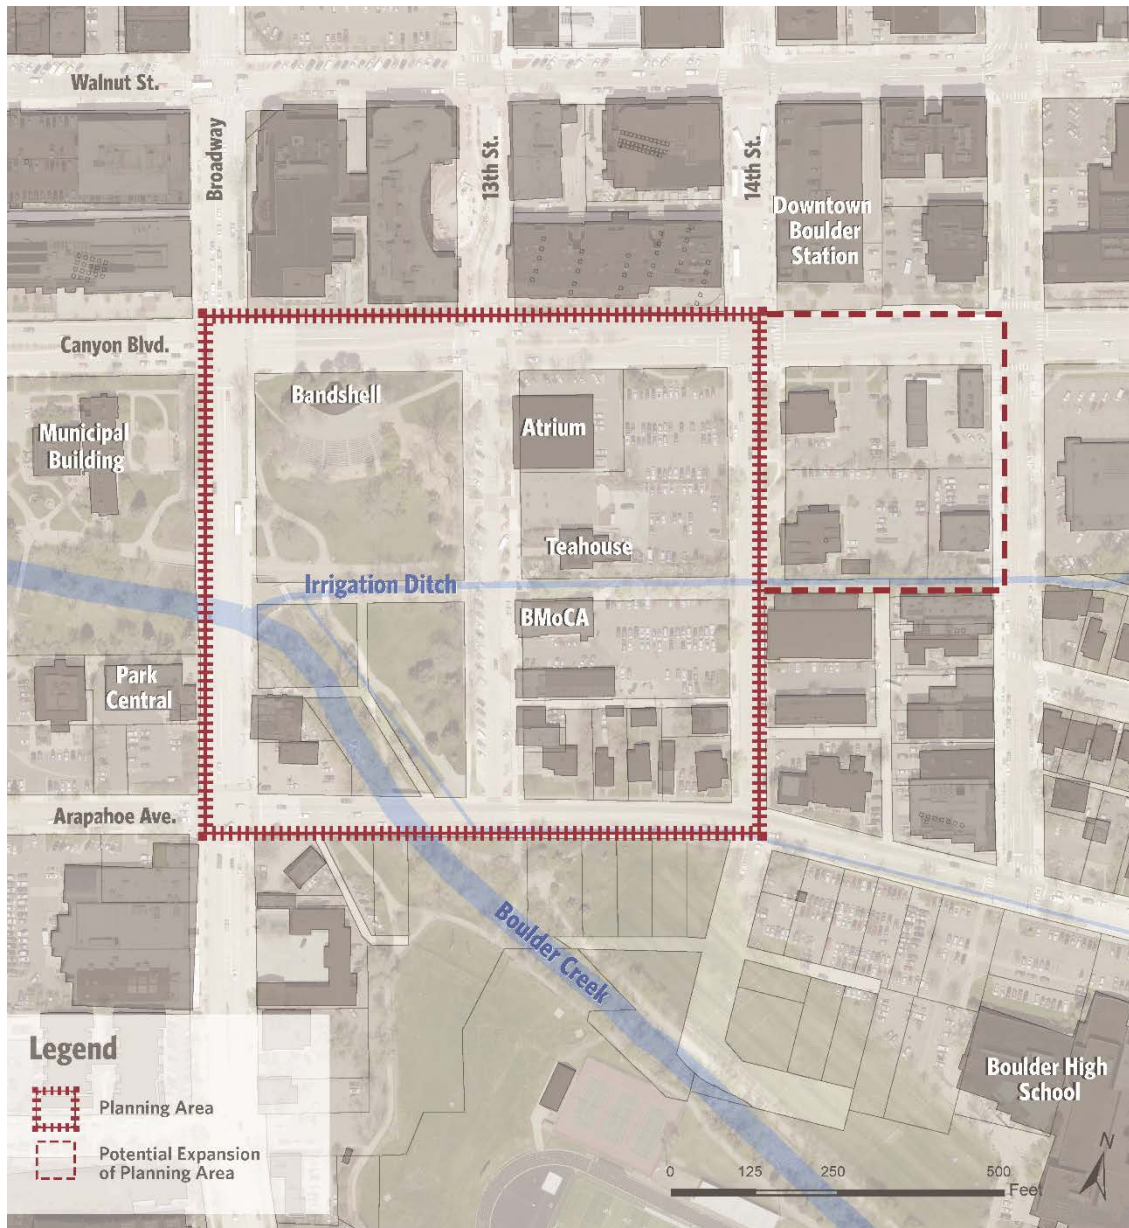 Walnut St.
Broadway
13th St.
14th St.
Downtown
Boulder
Station
Canyon Blvd.
Bandshell
Municipal
Building
Atrium
Teahouse
Irrigation Ditch
BMoCA
Park
Central
Arapahoe Ave.
Boulder Creek
Boulder High
School
Legend
Planning Area
Potential Expansion
of Planning Area
N
0 125 250 500
Feet